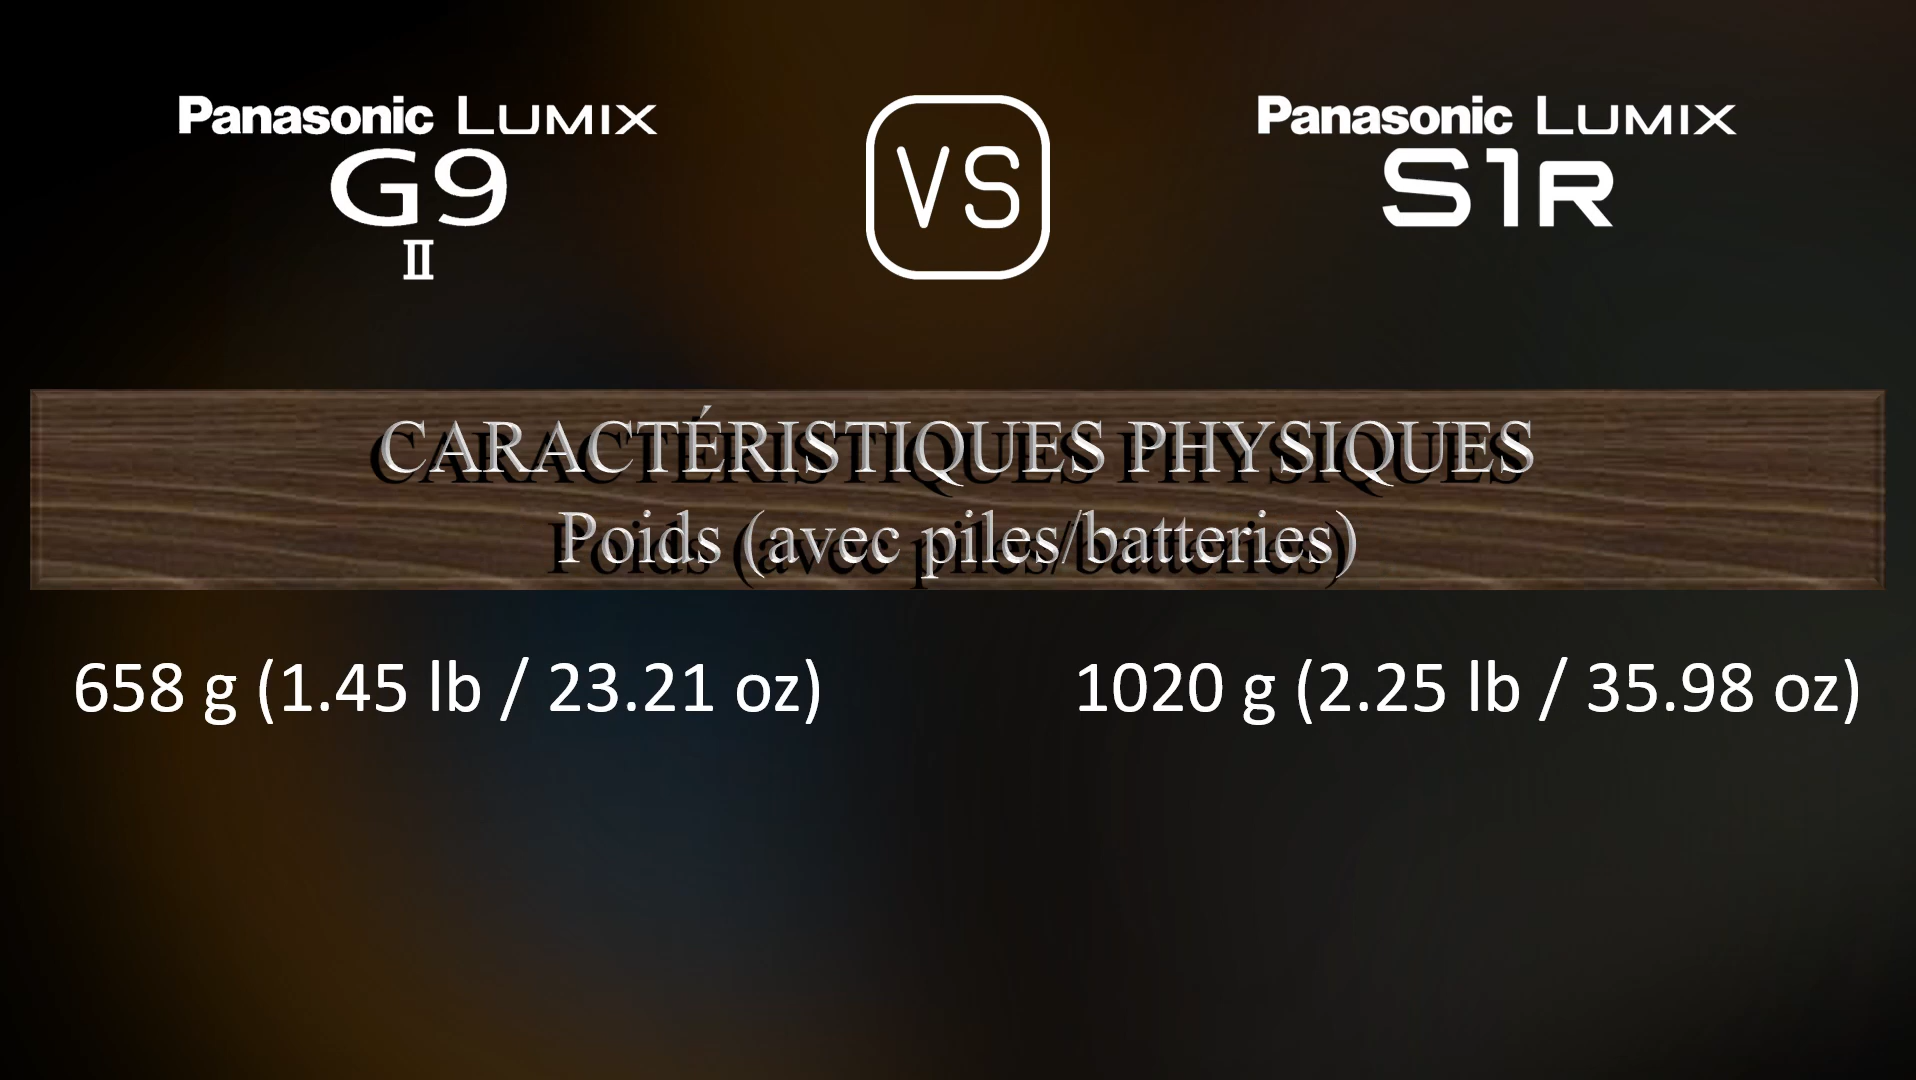 Panasonic LUMIX
G9
II
VS
Panasonic LUMIX
S1R
CARACTÉRISTIQUES PHYSIQUES
Poids (avec piles/batteries)
658 g (1.45 lb / 23.21 oz)
1020 g (2.25 lb / 35.98 oz)